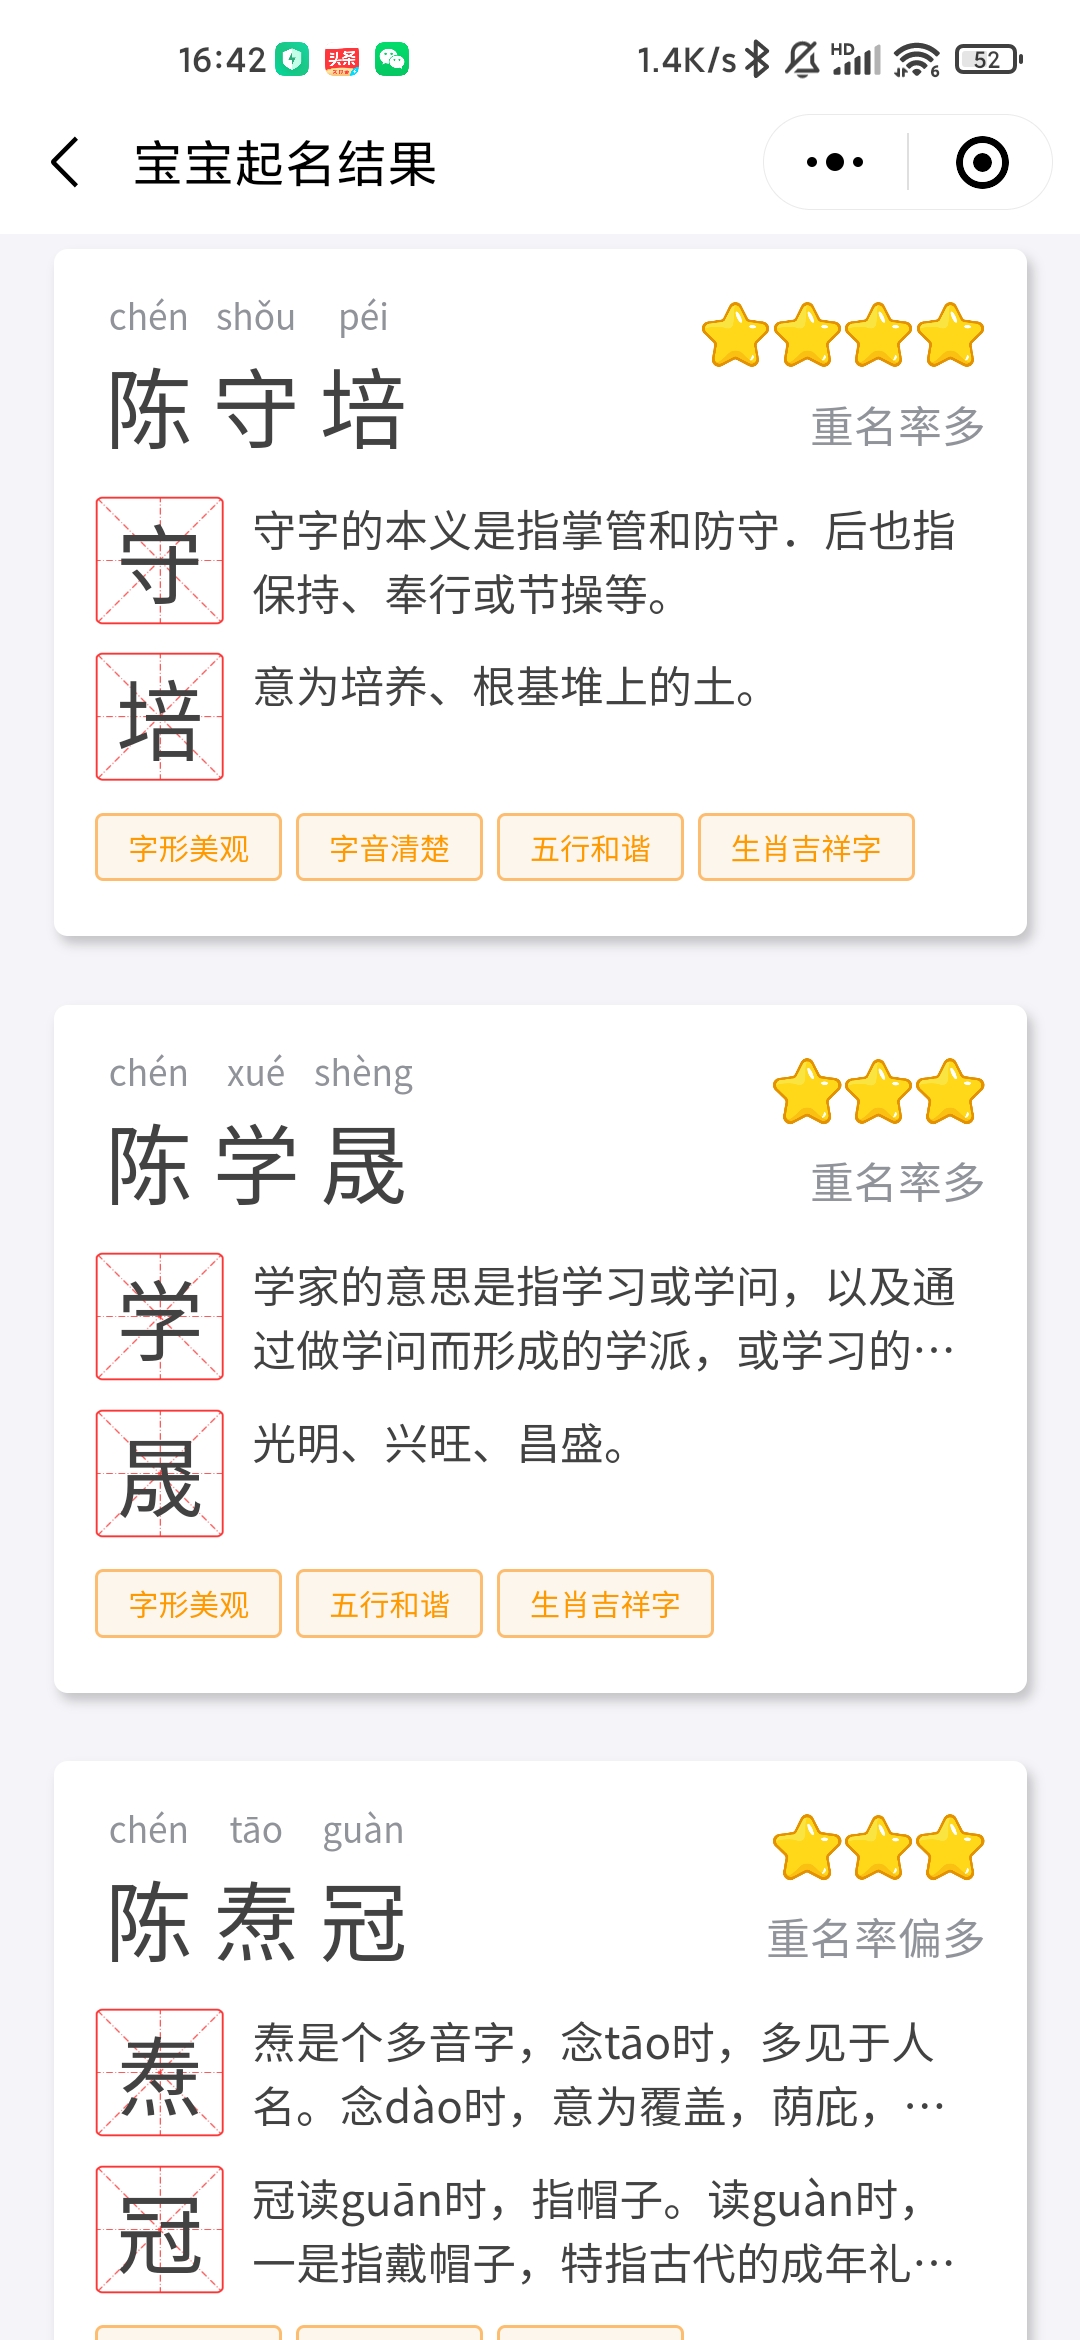 16:42
头条
1.4K/s
HD
6
52
宝宝起名结果
chén shǒu péi
陈守培
重名率多
守
守字的本义是指掌管和防守．后也指
保持、奉行或节操等。
培
意为培养、根基堆上的土。
字形美观 字音清楚 五行和谐 生肖吉祥字
chén xué shèng
陈学晟
重名率多
学
学家的意思是指学习或学问，以及通
过做学问而形成的学派，或学习的…
晟
光明、兴旺、昌盛。
字形美观 五行和谐 生肖吉祥字
chén tāo guàn
陈焘冠
重名率偏多
焘
焘是个多音字，念tāo时，多见于人
名。念dào时，意为覆盖，荫庇，…
冠
冠读guān时，指帽子。读guàn时，
一是指戴帽子，特指古代的成年礼…